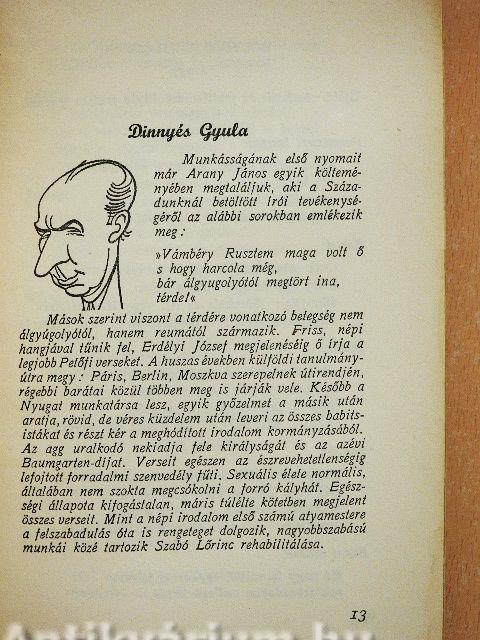 Dinnyés Gyula
Munkásságának első nyomait
már Arany János egyik költemé-
nyében megtaláljuk, aki a Száza-
dunknál betöltött írói tevékenysé-
géről az alábbi sorokban emlékezik
meg :
»Vámbéry Rusztem maga volt ő
s hogy harcola még,
bár álgyugolyótól megtört ina,
térde!«
Mások szerint viszont a térdére vonatkozó betegség nem
álgyúgolyótól, hanem reumától származik. Friss, népi
hangjával tűnik fel, Erdélyi József megjelenéséig ő írja a
legjobb Petőfi verseket. A huszas években külföldi tanulmány-
útra megy : Páris, Berlin, Moszkva szerepelnek útirendjén,
régebbi barátai közül többen meg is járják vele. Később a
Nyugat munkatársa lesz, egyik győzelmet a másik után
aratja, rövid, de véres küzdelem után leveri az összes babits-
istákat és részt kér a meghódított irodalom kormányzásából.
Az agg uralkodó nekiadja fele királyságát és az azévi
Baumgarten-díjat. Verseit egészen az észrevehetetlenségig
lefojtott forradalmi szenvedély fűti. Sexuális élete normális,
általában nem szokta megcsókolni a forró kályhát. Egész-
ségi állapota kifogástalan, máris túlélte kötetben megjelent
összes verseit. Mint a népi irodalom első számú atyamestere
a felszabadulás óta is rengeteget dolgozik, nagyobbszabású
munkái közé tartozik Szabó Lőrinc rehabilitálása.
13
Antikvárium.hu